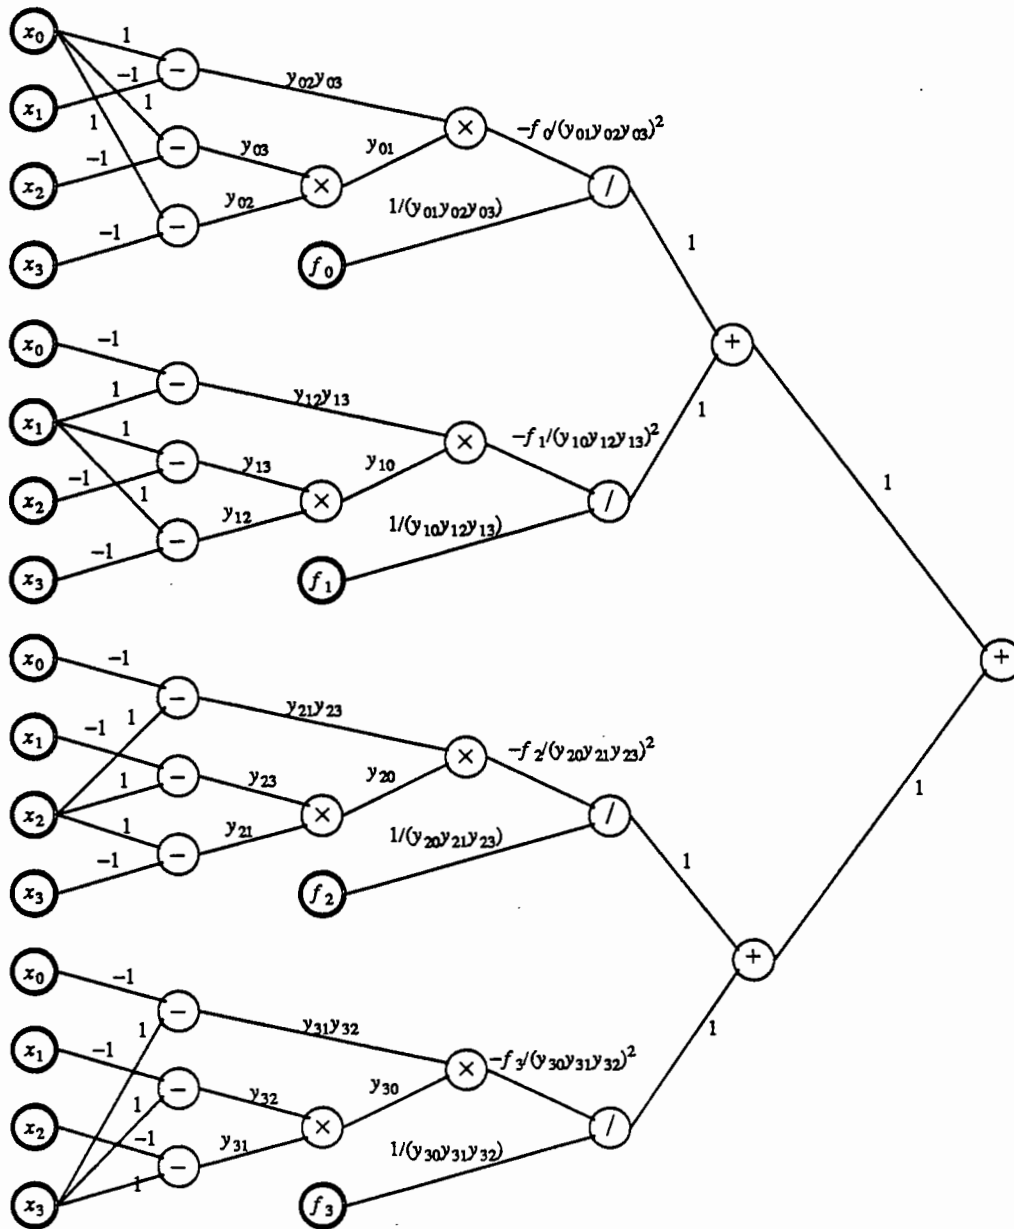 x₀ 1 −
−1 y₀₂y₀₃
x₁ 1 × −f₀/(y₀₁y₀₂y₀₃)²
1 − y₀₃ y₀₁
−1
x₂ × /
y₀₂ 1/(y₀₁y₀₂y₀₃)
−1 − 1
x₃ f₀
x₀ −1 +
−
1 y₁₂y₁₃ 1
x₁ 1 × −f₁/(y₁₀y₁₂y₁₃)²
− y₁₃ y₁₀
−1 1
x₂ 1 × /
y₁₂ 1/(y₁₀y₁₂y₁₃)
−1 −
x₃ f₁
x₀ −1 +
−
1 y₂₁y₂₃
x₁ −1 × −f₂/(y₂₀y₂₁y₂₃)²
− y₂₃ y₂₀
1 1
x₂ × /
1 y₂₁ 1/(y₂₀y₂₁y₂₃)
−1 − 1
x₃ f₂
x₀ −1 +
−
1 y₃₁y₃₂ 1
x₁ −1 × −f₃/(y₃₀y₃₁y₃₂)²
− y₃₂ y₃₀
1
x₂ −1 × /
y₃₁ 1/(y₃₀y₃₁y₃₂)
−
1
x₃ f₃